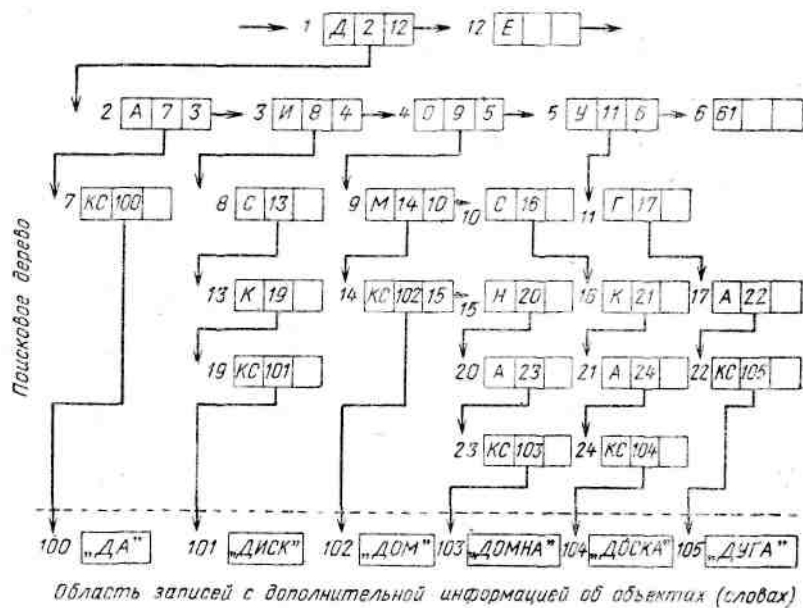 1 Д 2 12 12 Е
2 А 7 3 3 И 8 4 4 О 9 5 5 У 11 6 6 61
7 КС 100 8 С 13 9 М 14 10 10 С 16 11 Г 17
13 К 19 14 КС 102 15 15 Н 20 16 К 21 17 А 22
19 КС 101 20 А 23 21 А 24 22 КС 105
23 КС 103 24 КС 104
100 „ДА" 101 „ДИСК" 102 „ДОМ" 103 „ДОМНА" 104 „ДОСКА" 105 „ДУГА"
Поисковое дерево
Область записей с дополнительной информацией об объектах (словах)